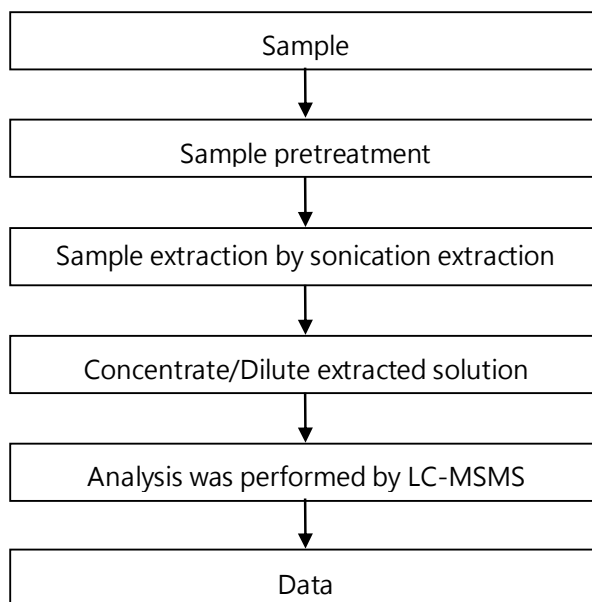 Sample
Sample pretreatment
Sample extraction by sonication extraction
Concentrate/Dilute extracted solution
Analysis was performed by LC-MSMS
Data